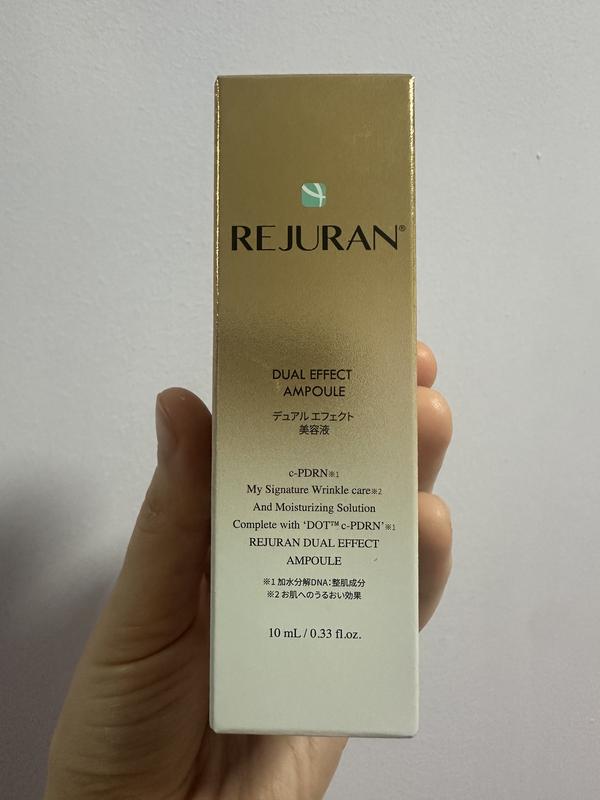 REJURAN®
DUAL EFFECT
AMPOULE
デュアル エフェクト
美容液
c-PDRN※1
My Signature Wrinkle care※2
And Moisturizing Solution
Complete with ‘DOT™ c-PDRN’※1
REJURAN DUAL EFFECT
AMPOULE
※1 加水分解DNA：整肌成分
※2 お肌へのうるおい効果
10 mL / 0.33 fl.oz.